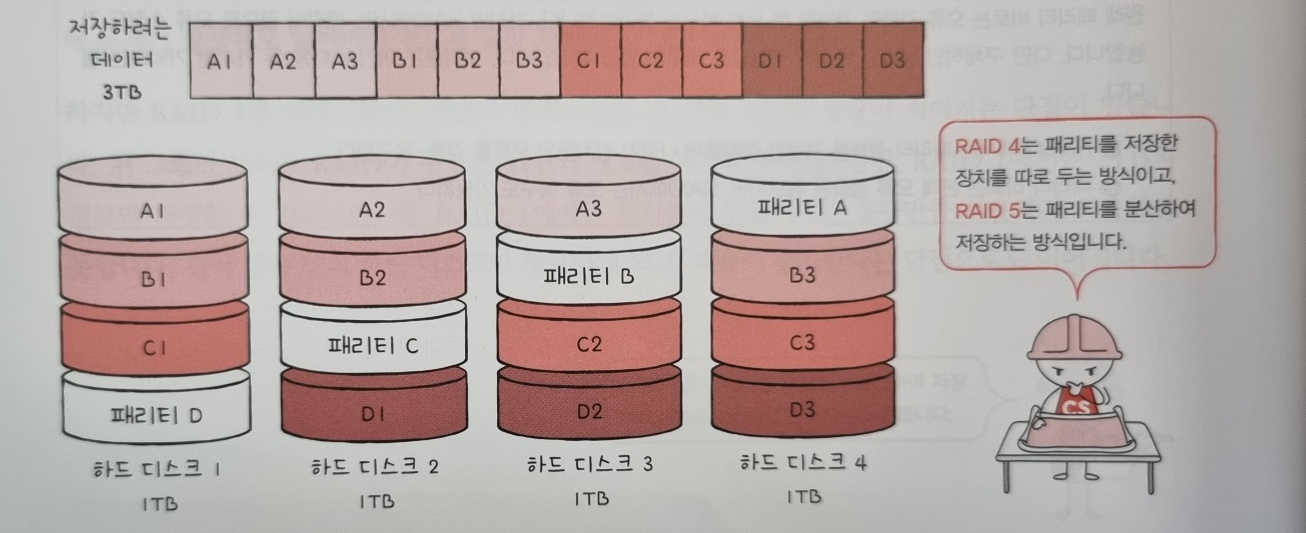 저장하려는
데이터
3TB
A1 A2 A3 B1 B2 B3 C1 C2 C3 D1 D2 D3
RAID 4는 패리티를 저장한
장치를 따로 두는 방식이고,
RAID 5는 패리티를 분산하여
저장하는 방식입니다.
A1 A2 A3 패리티 A
B1 B2 패리티 B B3
C1 패리티 C C2 C3
패리티 D D1 D2 D3
하드 디스크 1 하드 디스크 2 하드 디스크 3 하드 디스크 4
1TB 1TB 1TB 1TB
CS